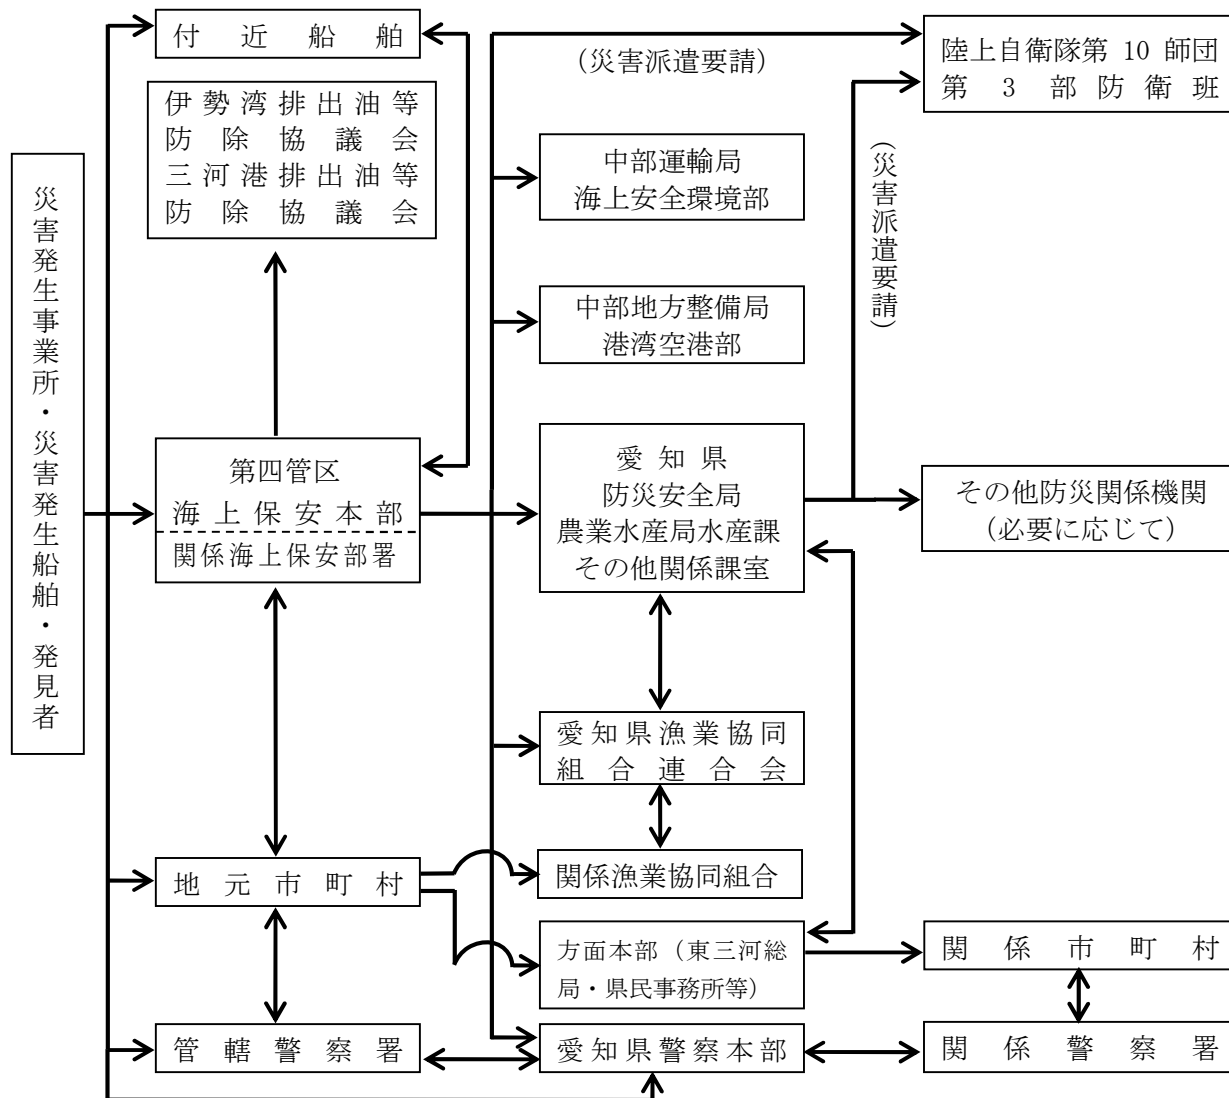 災害発生事業所・災害発生船舶・発見者
付近船舶
伊勢湾排出油等
防除協議会
三河港排出油等
防除協議会
第四管区
海上保安本部
関係海上保安部署
地元市町村
管轄警察署
(災害派遣要請)
中部運輸局
海上安全環境部
中部地方整備局
港湾空港部
愛知県
防災安全局
農業水産局水産課
その他関係課室
愛知県漁業協同
組合連合会
関係漁業協同組合
方面本部（東三河総
局・県民事務所等）
愛知県警察本部
陸上自衛隊第 10 師団
第 3 部防衛班
(災害派遣要請)
その他防災関係機関
(必要に応じて)
関係市町村
関係警察署